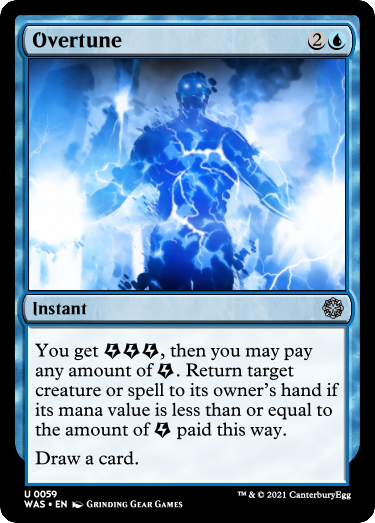 Overtune 2
Instant
You get, then you may pay
any amount of. Return target
creature or spell to its owner's hand if
its mana value is less than or equal to
the amount of paid this way.
Draw a card.
U 0059
WAS • EN Grinding Gear Games
™ & © 2021 CanterburyEgg